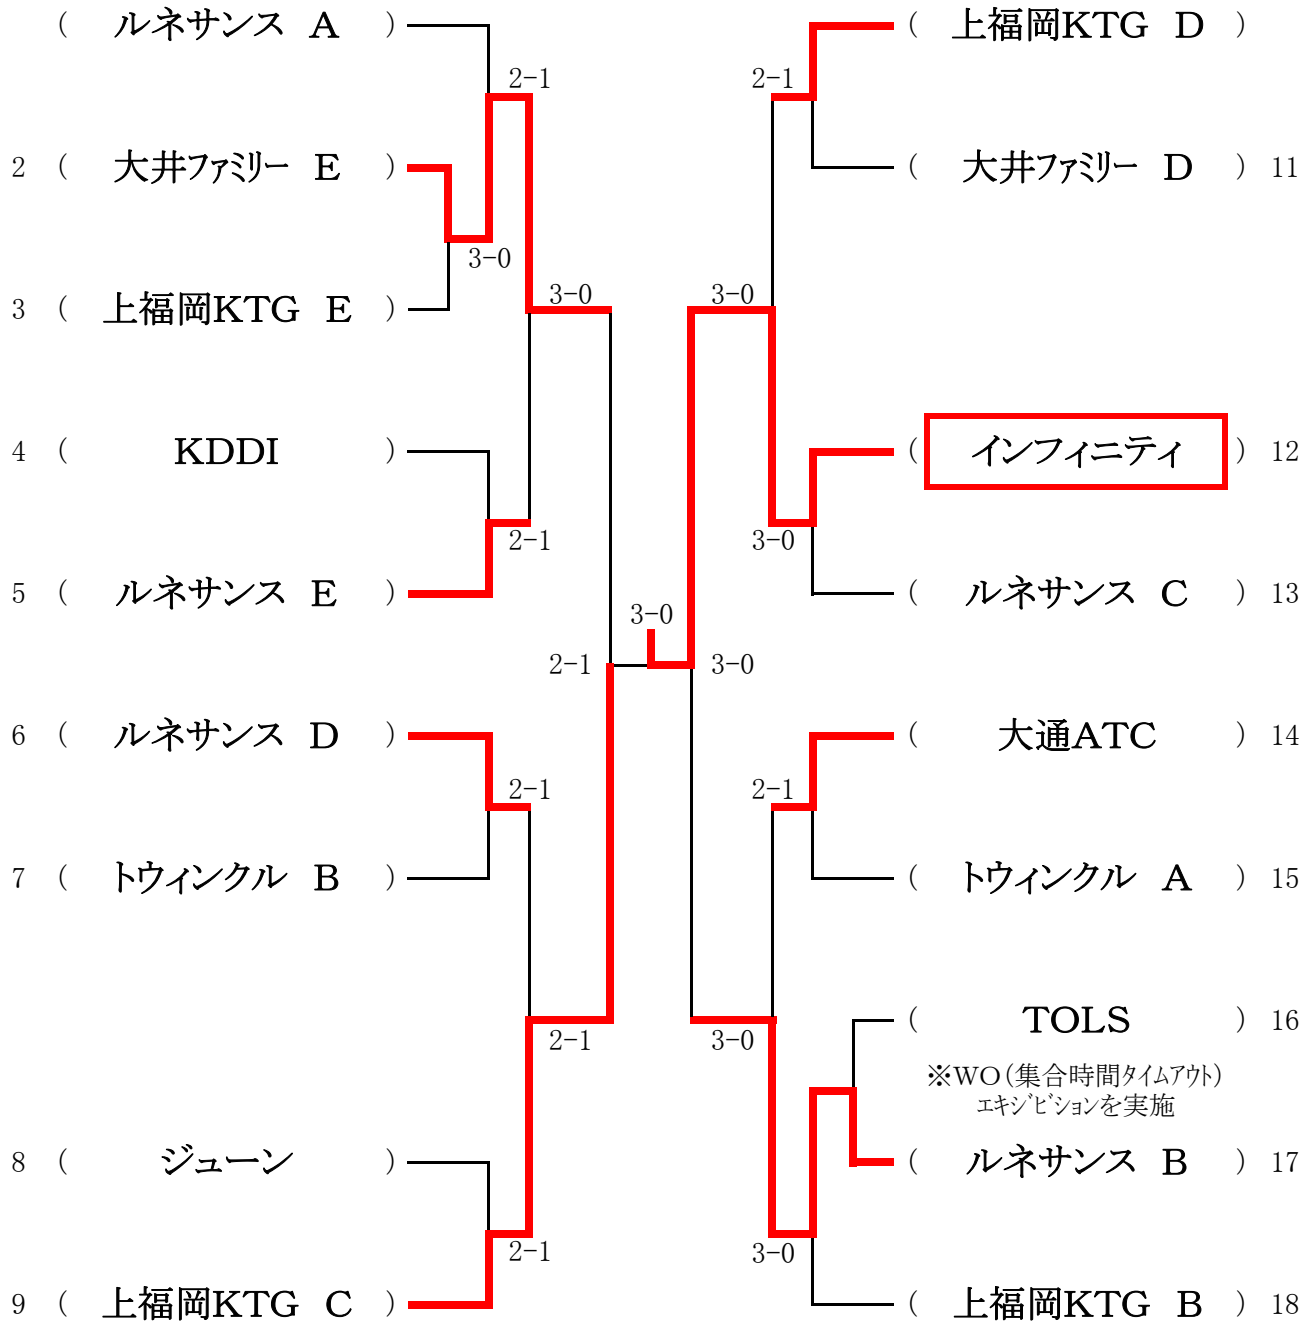 ( ルネサンス A )
( 上福岡KTG D )
2-1
2-1
2 ( 大井ファミリー E )
( 大井ファミリー D ) 11
3-0
3 ( 上福岡KTG E )
3-0
3-0
4 ( KDDI )
( インフィニティ ) 12
2-1
3-0
5 ( ルネサンス E )
( ルネサンス C ) 13
3-0
2-1
3-0
6 ( ルネサンス D )
( 大通ATC ) 14
2-1
2-1
7 ( トウィンクル B )
( トウィンクル A ) 15
2-1
3-0
( TOLS ) 16
※WO(集合時間タイムアウト)
エキシビションを実施
8 ( ジューン )
( ルネサンス B ) 17
2-1
3-0
9 ( 上福岡KTG C )
( 上福岡KTG B ) 18